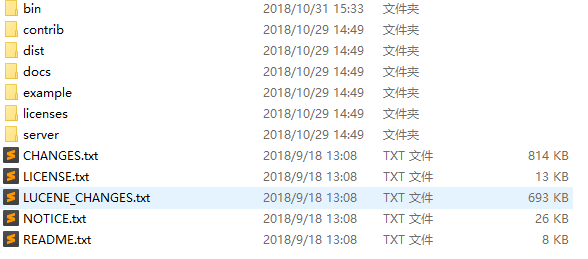 bin 2018/10/31 15:33 文件夹
contrib 2018/10/29 14:49 文件夹
dist 2018/10/29 14:49 文件夹
docs 2018/10/29 14:49 文件夹
example 2018/10/29 14:49 文件夹
licenses 2018/10/29 14:49 文件夹
server 2018/10/29 14:49 文件夹
CHANGES.txt 2018/9/18 13:08 TXT 文件 814 KB
LICENSE.txt 2018/9/18 13:08 TXT 文件 13 KB
LUCENE_CHANGES.txt 2018/9/18 13:08 TXT 文件 693 KB
NOTICE.txt 2018/9/18 13:08 TXT 文件 26 KB
README.txt 2018/9/18 13:08 TXT 文件 8 KB